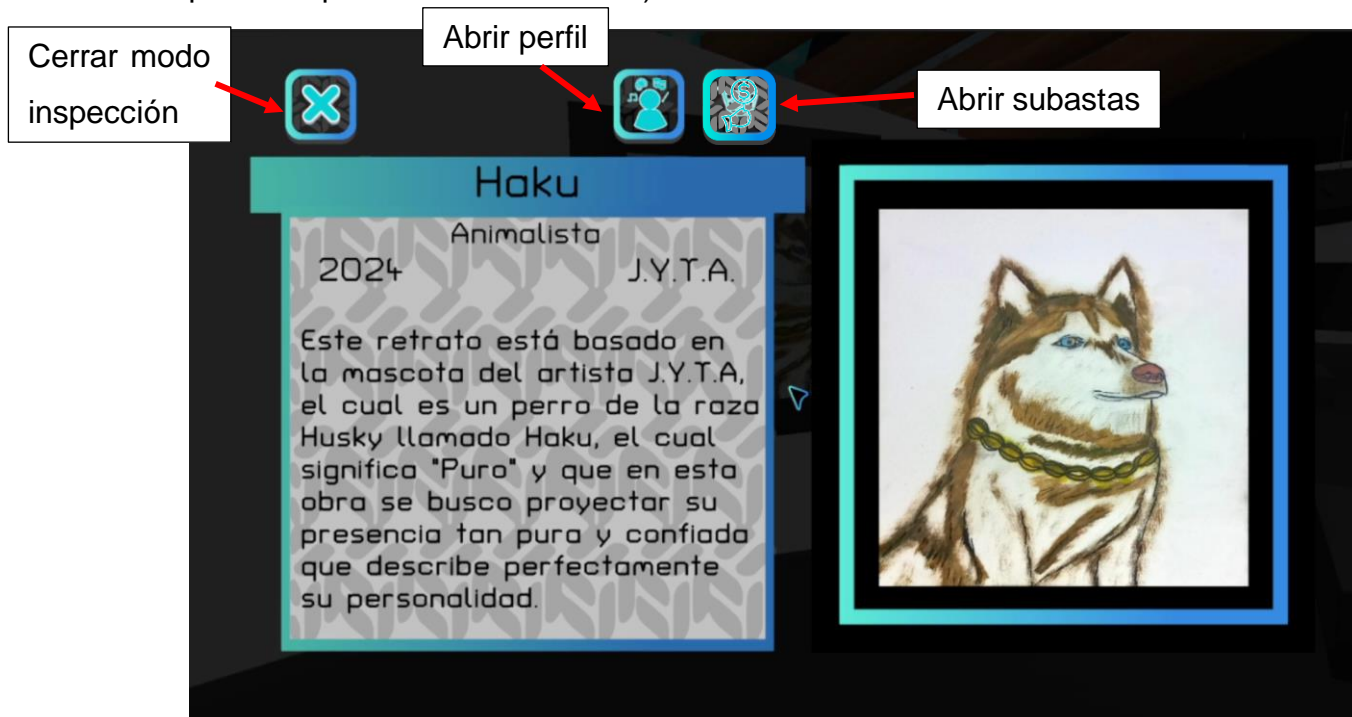 Abrir perfil
Cerrar modo
inspección
Abrir subastas
Haku
Animalista
2024 J.Y.T.A.
Este retrato está basado en
la mascota del artista J.Y.T.A,
el cual es un perro de la raza
Husky llamado Haku, el cual
significa "Puro" y que en esta
obra se busco proyectar su
presencia tan pura y confiada
que describe perfectamente
su personalidad.